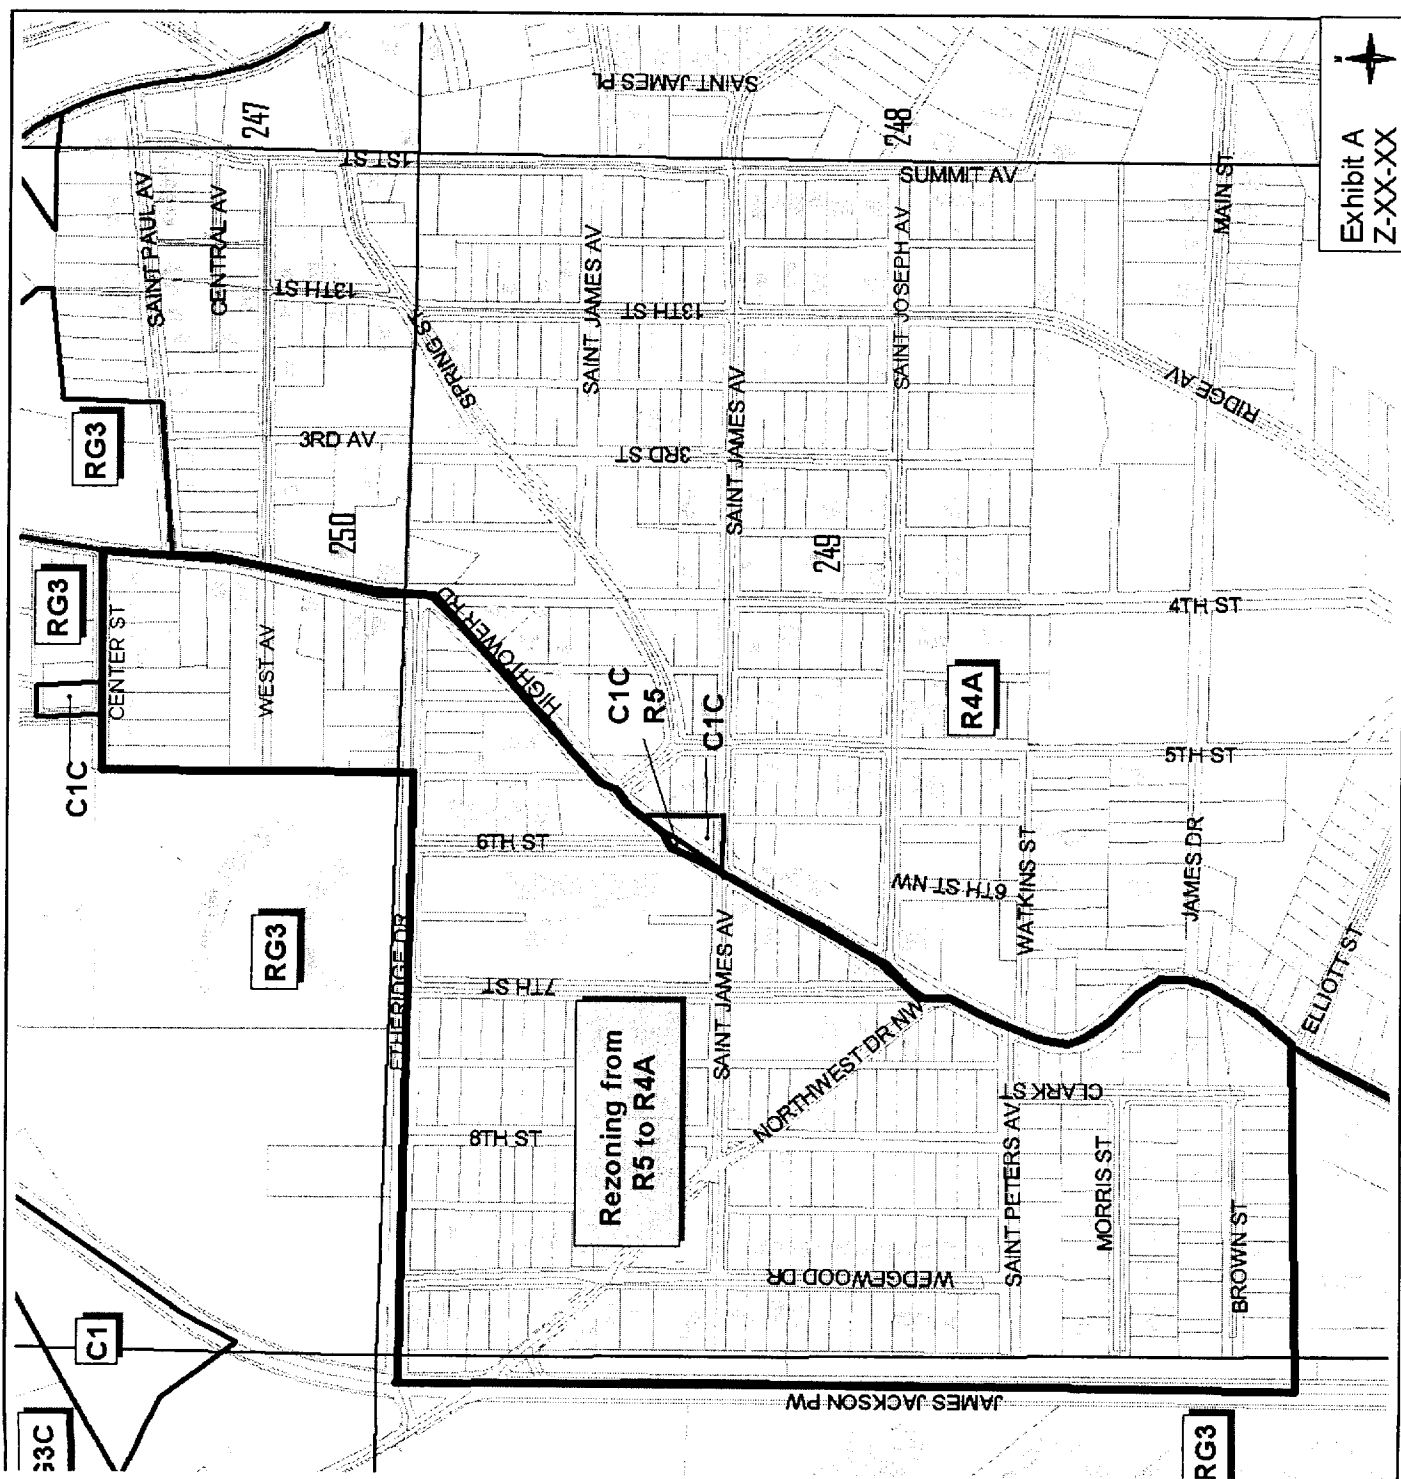 SAINT JAMES PL
247
1ST ST
248
SUMMIT AV
MAIN ST
Exhibit A
Z-XX-XX
SAINT PAUL AV
CENTRAL AV
13TH ST
SAINT JAMES AV
13TH ST
SAINT JOSEPH AV
SPRING ST
RIDGE AV
RG3
3RD AV
3RD ST
SAINT JAMES AV
250
249
RG3
CENTER ST
WEST AV
HIGHTOWER RD
4TH ST
C1C
C1C
R5
C1C
R4A
5TH ST
6TH ST
6TH ST NW
WATKINS ST
JAMES DR
RG3
ETHERIDGE DR
7TH ST
SAINT JAMES AV
NORTHWEST DR NW
ELLIOTT ST
Rezoning from
R5 to R4A
8TH ST
CLARK ST
SAINT PETERS AV
MORRIS ST
BROWN ST
WEDGEWOOD DR
C1
JAMES JACKSON PW
G3C
RG3
N